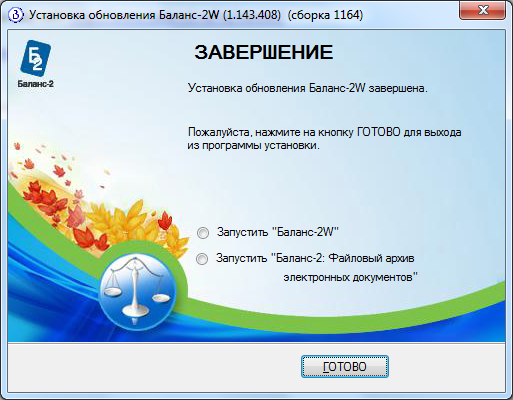 Установка обновления Баланс-2W (1.143.408) (сборка 1164)
Б2
Баланс-2
ЗАВЕРШЕНИЕ
Установка обновления Баланс-2W завершена.
Пожалуйста, нажмите на кнопку ГОТОВО для выхода
из программы установки.
Запустить "Баланс-2W"
Запустить "Баланс-2: Файловый архив
электронных документов"
ГОТОВО